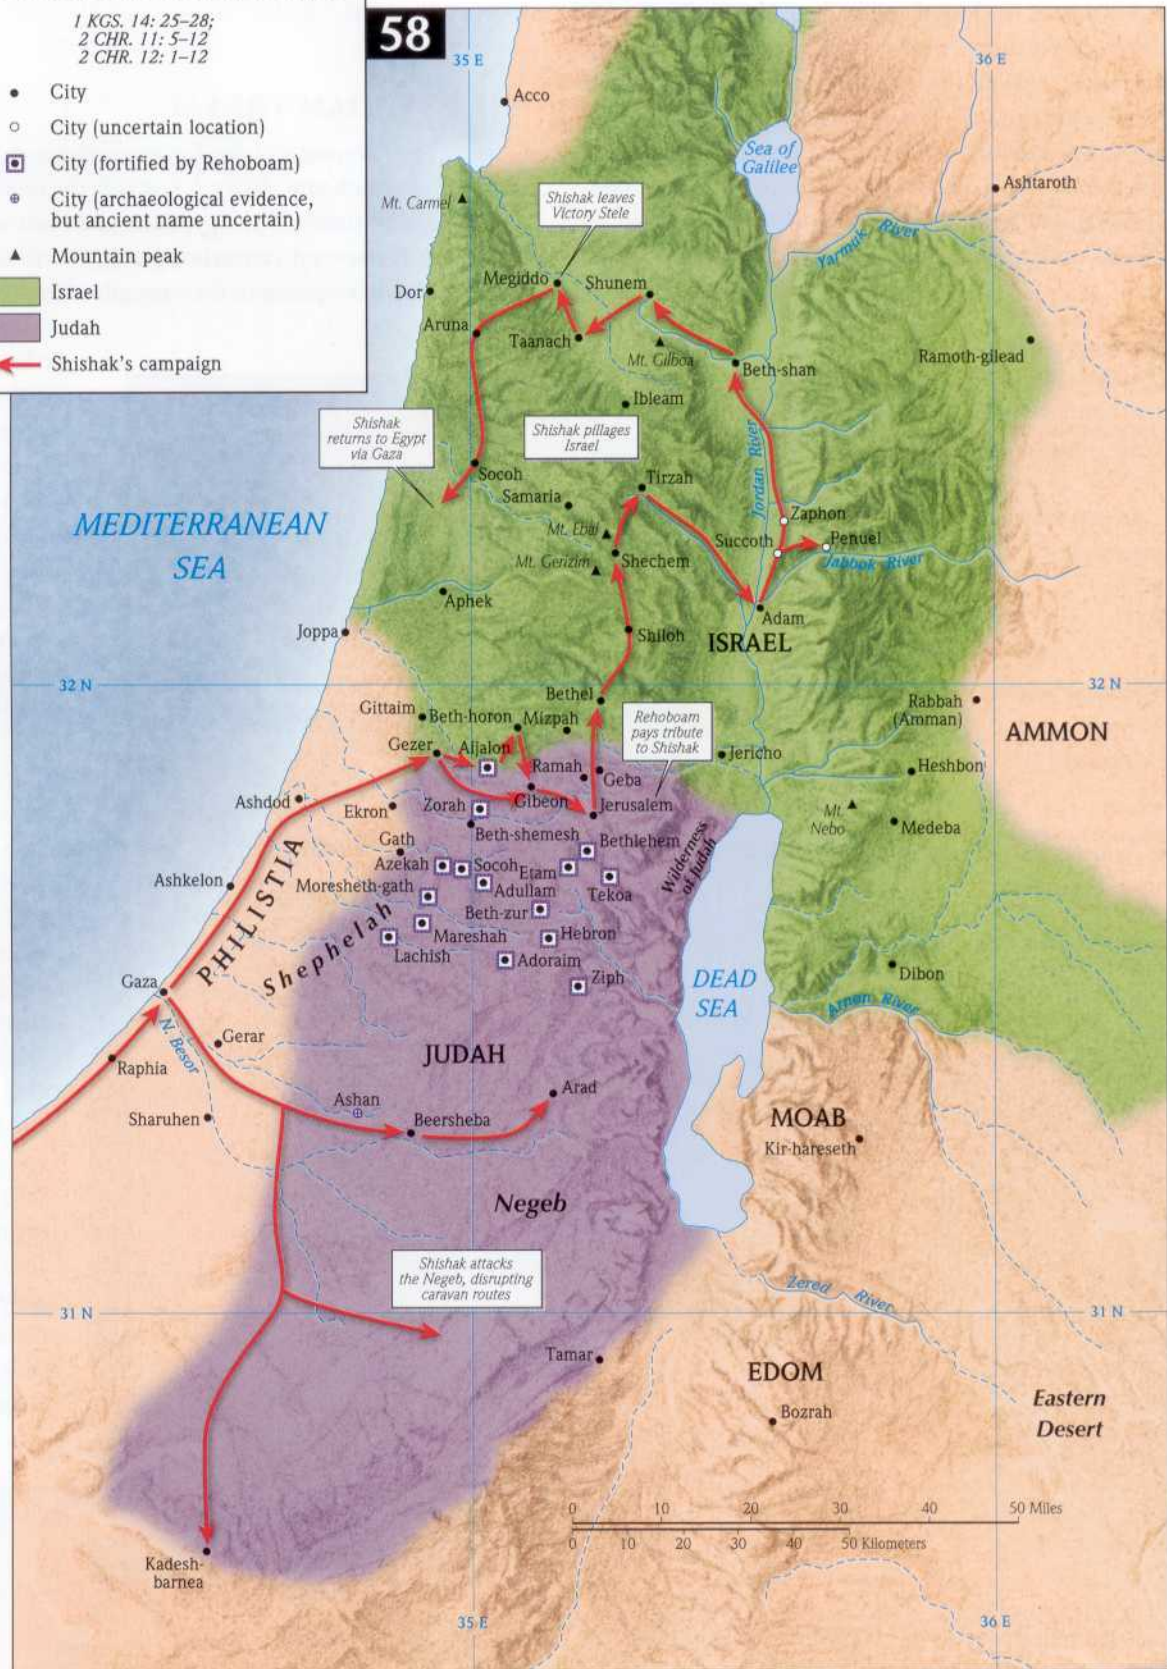 1 KGS. 14: 25–28;
2 CHR. 11: 5–12
2 CHR. 12: 1–12
City
City (uncertain location)
City (fortified by Rehoboam)
City (archaeological evidence,
but ancient name uncertain)
Mountain peak
Israel
Judah
Shishak's campaign
58
35 E
36 E
Acco
Sea of
Galilee
Ashtaroth
Mt. Carmel
Shishak leaves
Victory Stele
Yarmuk River
Megiddo
Shunem
Dor
Aruna
Taanach
Mt. Gilboa
Ramoth-gilead
Beth-shan
Ibleam
Shishak
returns to Egypt
via Gaza
Shishak pillages
Israel
Jordan River
Socoh
Tirzah
Samaria
MEDITERRANEAN
SEA
Zaphon
Mt. Ebal
Succoth
Penuel
Mt. Gerizim
Shechem
Jabbok River
Aphek
Adam
Joppa
Shiloh
ISRAEL
32 N
32 N
Bethel
Rabbah
(Amman)
Gittaim
Beth-horon
Mizpah
Rehoboam
pays tribute
to Shishak
AMMON
Gezer
Aijalon
Jericho
Ramah
Geba
Heshbon
Ashdod
Ekron
Zorah
Gibeon
Jerusalem
Mt.
Nebo
Medeba
Beth-shemesh
Bethlehem
Wilderness
of Judah
Gath
Azekah
Socoh
Etam
Ashkelon
Moresheth-gath
Adullam
Tekoa
PHILISTIA
Beth-zur
Shephelah
Mareshah
Hebron
Lachish
Adoraim
Dibon
Ziph
DEAD
SEA
Gaza
Arnon River
N. Besor
Gerar
JUDAH
Raphia
Arad
Ashan
Sharuhen
Beersheba
MOAB
Kir-hareseth
Negeb
Shishak attacks
the Negeb, disrupting
caravan routes
Zered River
31 N
31 N
Tamar
EDOM
Eastern
Desert
Bozrah
0 10 20 30 40 50 Miles
0 10 20 30 40 50 Kilometers
Kadesh-
barnea
35 E
36 E